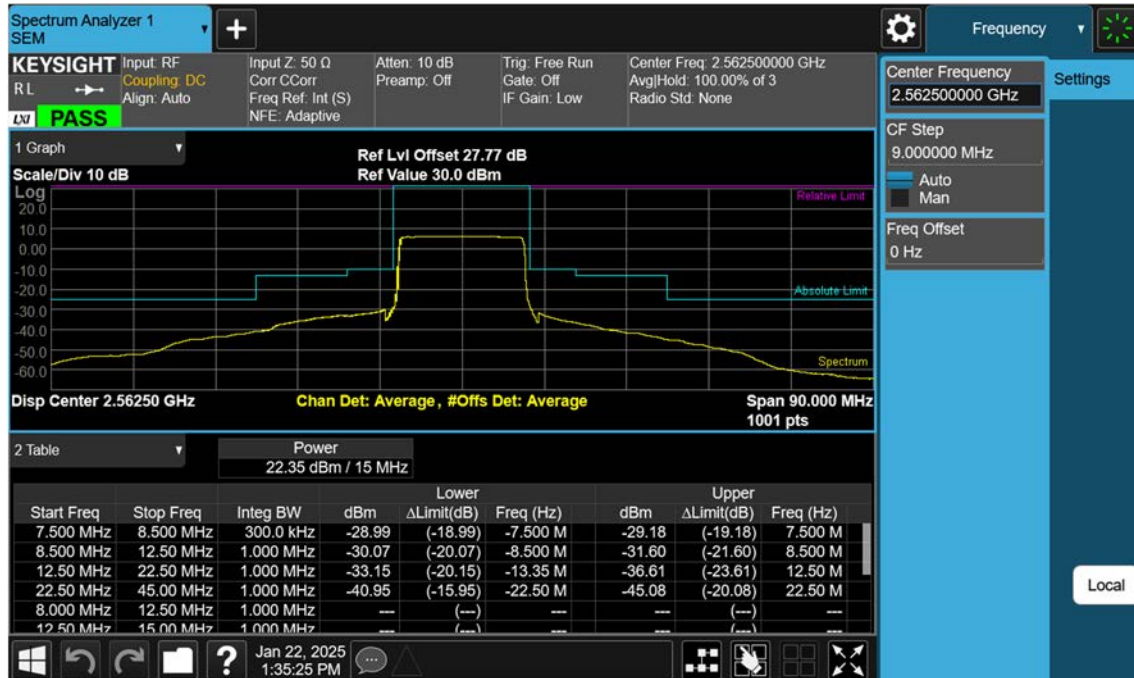 Spectrum Analyzer 1
SEM
+
Frequency
KEYSIGHT
R L
LXI PASS
Input: RF
Coupling: DC
Align: Auto
Input Z: 50 Ω
Corr CCorr
Freq Ref: Int (S)
NFE: Adaptive
Atten: 10 dB
Preamp: Off
Trig: Free Run
Gate: Off
IF Gain: Low
Center Freq: 2.562500000 GHz
Avg|Hold: 100.00% of 3
Radio Std: None
Center Frequency
2.562500000 GHz
Settings
CF Step
9.000000 MHz
Auto
Man
Freq Offset
0 Hz
1 Graph
Scale/Div 10 dB
Ref Lvl Offset 27.77 dB
Ref Value 30.0 dBm
Log
20.0
10.0
0.00
-10.0
-20.0
-30.0
-40.0
-50.0
-60.0
Relative Limit
Absolute Limit
Spectrum
Disp Center 2.56250 GHz
Chan Det: Average, #Offs Det: Average
Span 90.000 MHz
1001 pts
2 Table
Power
22.35 dBm / 15 MHz
Lower Upper
Start Freq Stop Freq Integ BW dBm ΔLimit(dB) Freq (Hz) dBm ΔLimit(dB) Freq (Hz)
7.500 MHz 8.500 MHz 300.0 kHz -28.99 (-18.99) -7.500 M -29.18 (-19.18) 7.500 M
8.500 MHz 12.50 MHz 1.000 MHz -30.07 (-20.07) -8.500 M -31.60 (-21.60) 8.500 M
12.50 MHz 22.50 MHz 1.000 MHz -33.15 (-20.15) -13.35 M -36.61 (-23.61) 12.50 M
22.50 MHz 45.00 MHz 1.000 MHz -40.95 (-15.95) -22.50 M -45.08 (-20.08) 22.50 M
8.000 MHz 12.50 MHz 1.000 MHz --- (---) --- --- (---) ---
12.50 MHz 15.00 MHz 1.000 MHz --- (---) --- --- (---) ---
Local
?
Jan 22, 2025
1:35:25 PM